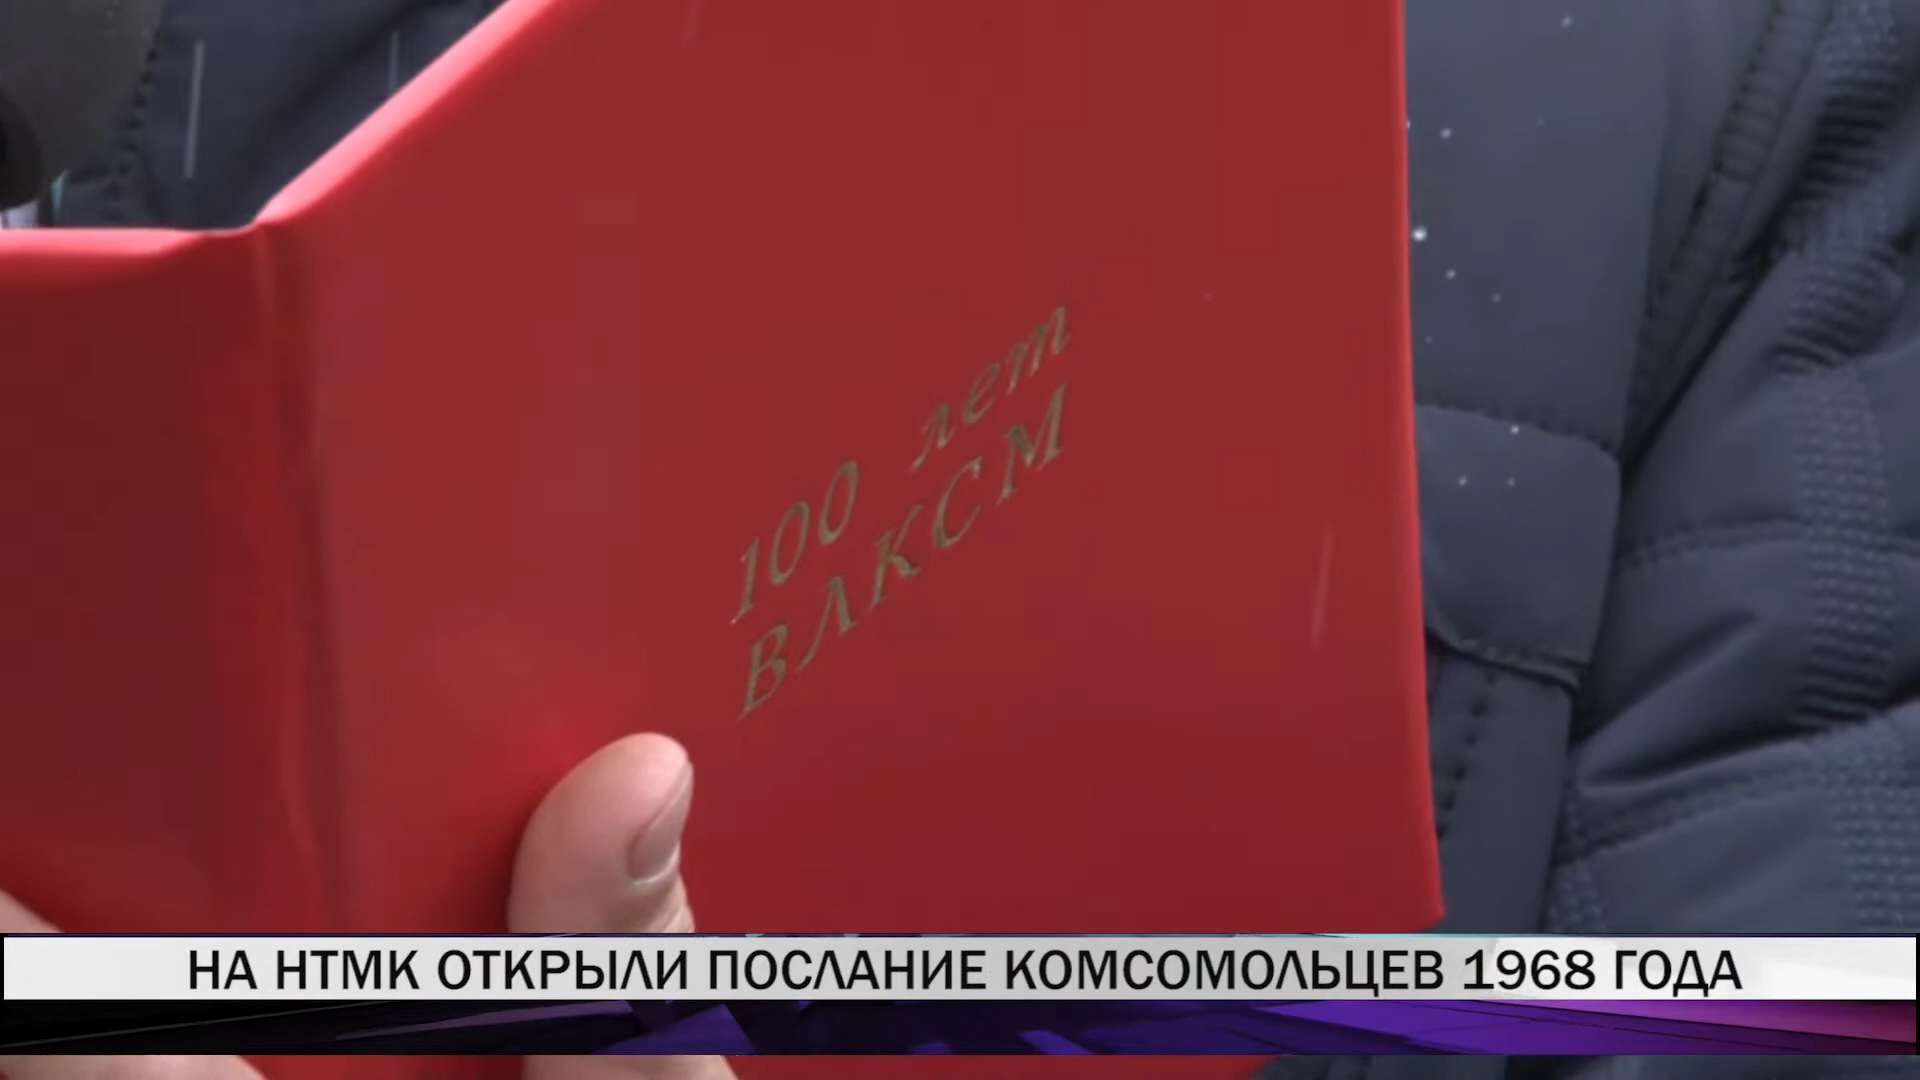 100 лет
ВЛКСМ
НА НТМК ОТКРЫЛИ ПОСЛАНИЕ КОМСОМОЛЬЦЕВ 1968 ГОДА